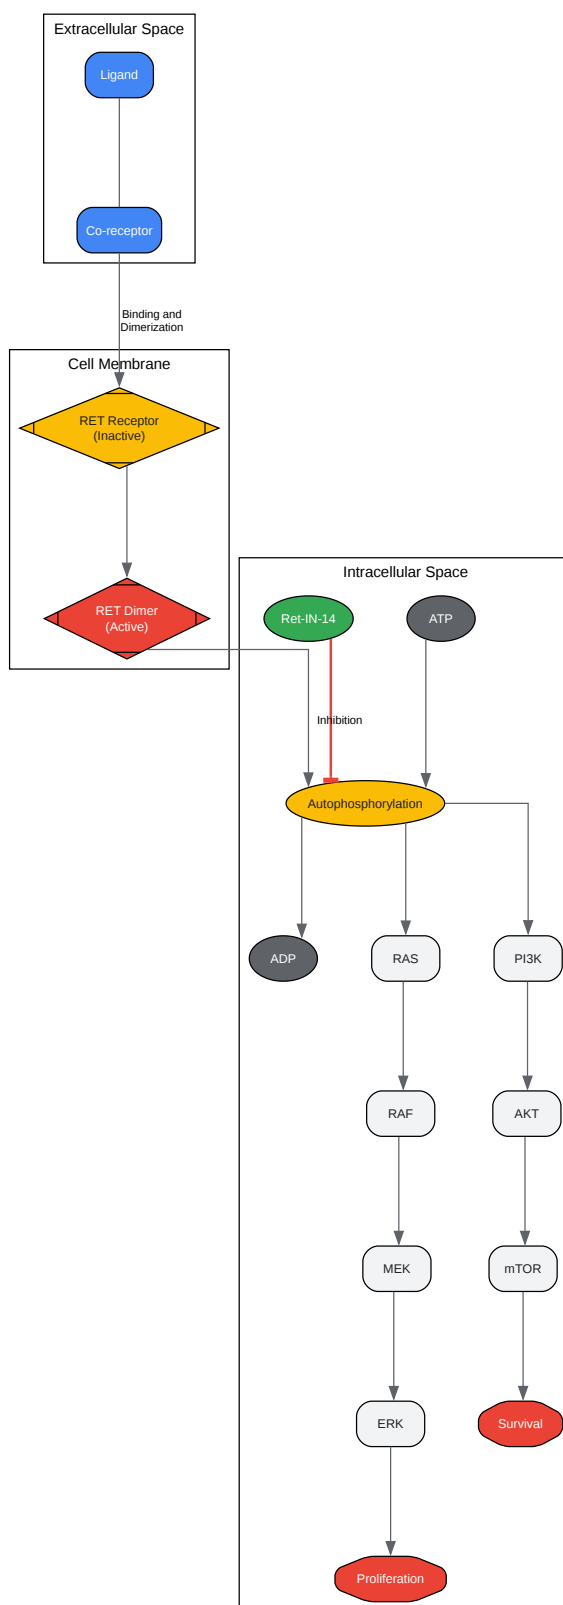 Extracellular Space
Ligand
Co-receptor
Binding and
Dimerization
Cell Membrane
RET Receptor
(Inactive)
RET Dimer
(Active)
Intracellular Space
Ret-IN-14
ATP
Inhibition
Autophosphorylation
ADP
RAS
PI3K
RAF
AKT
MEK
mTOR
ERK
Survival
Proliferation